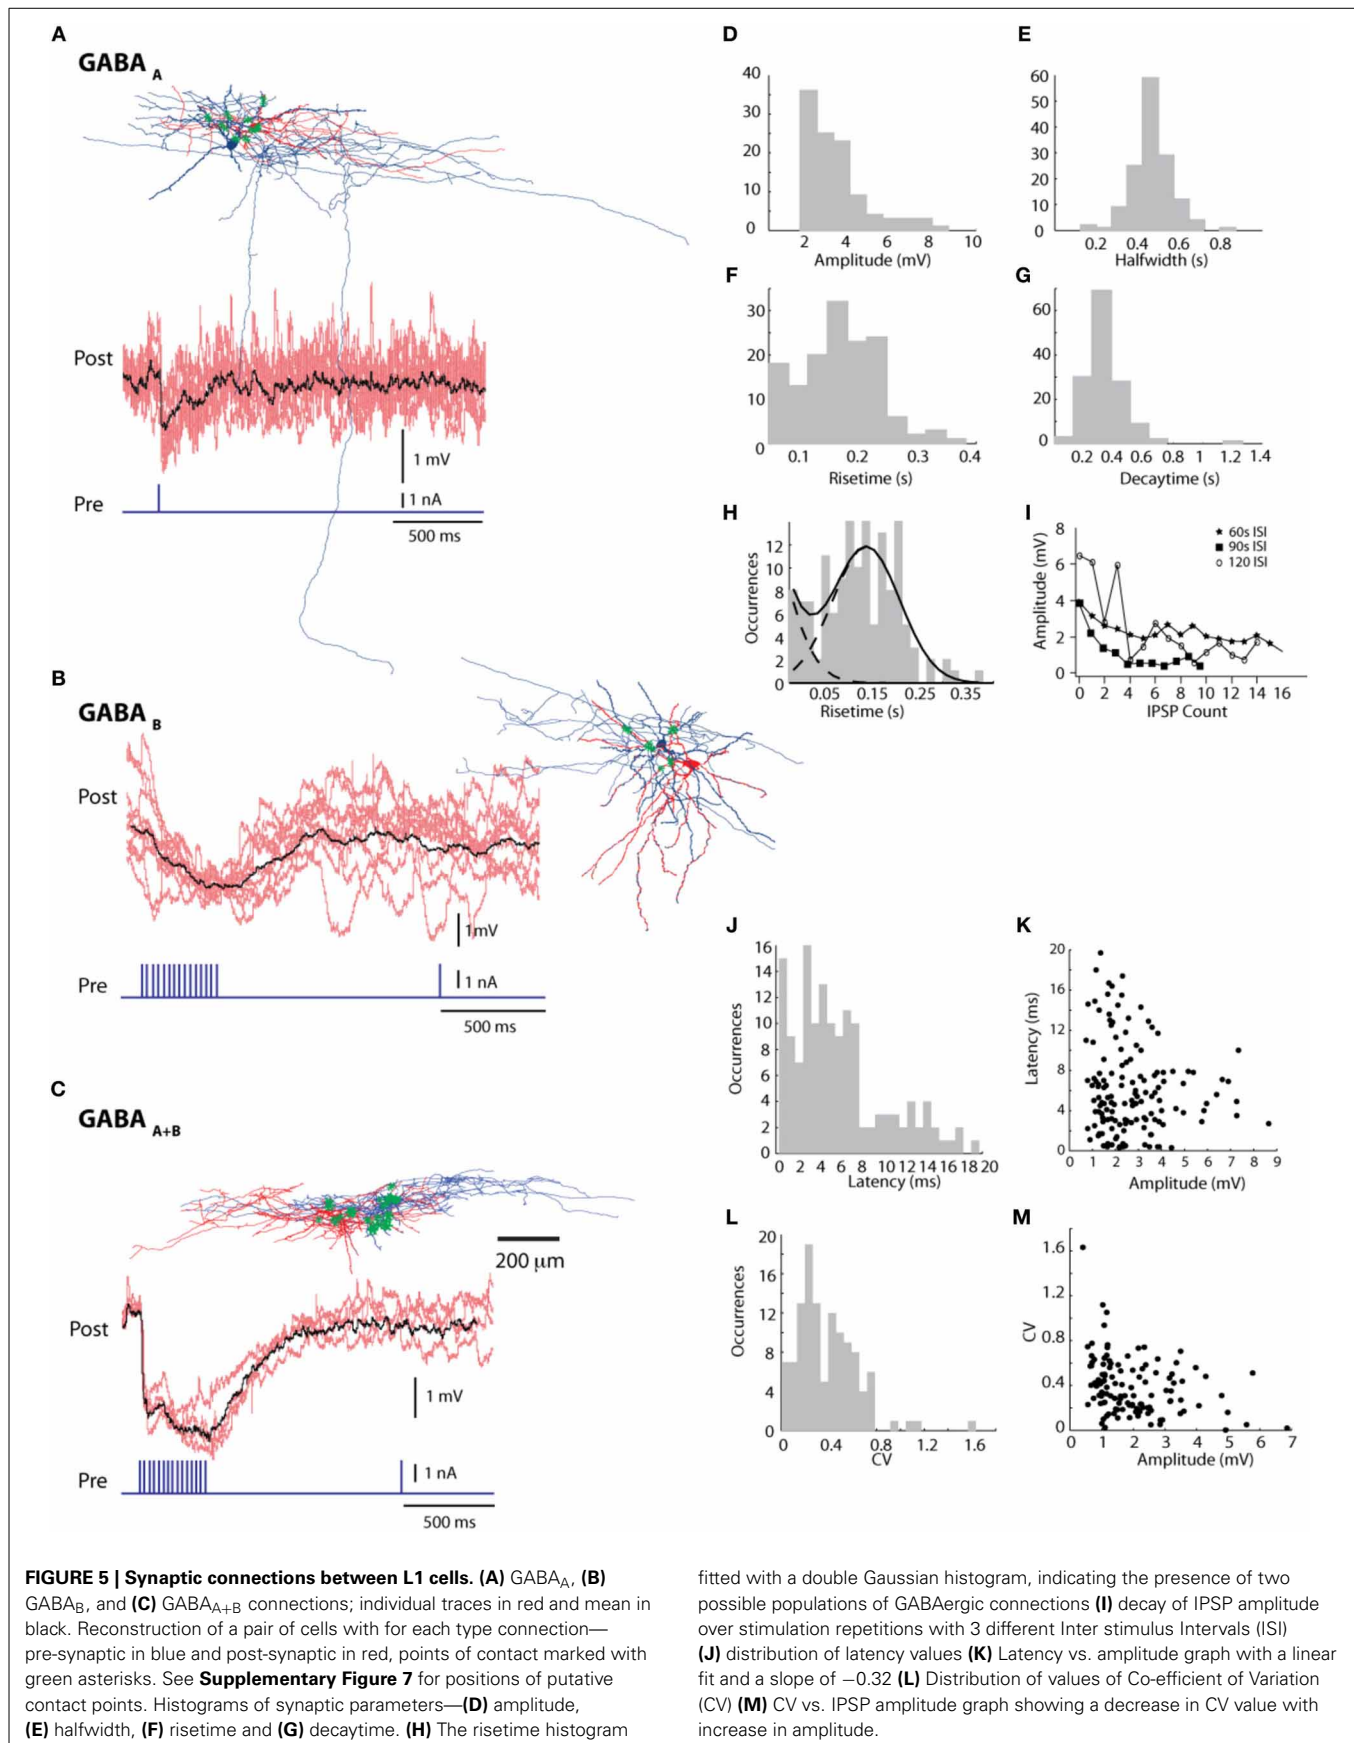 A
GABA A
Post
1 mV
1 nA
Pre
500 ms
B
GABA B
Post
1mV
1 nA
Pre
500 ms
C
GABA A+B
200 μm
Post
1 mV
1 nA
Pre
500 ms
D
40
30
20
10
0
2 4 6 8 10
Amplitude (mV)
E
60
50
40
30
20
10
0
0.2 0.4 0.6 0.8
Halfwidth (s)
F
30
20
10
0
0.1 0.2 0.3 0.4
Risetime (s)
G
60
40
20
0
0.2 0.4 0.6 0.8 1 1.2 1.4
Decaytime (s)
H
Occurrences
12
10
8
6
4
2
0
0.05 0.15 0.25 0.35
Risetime (s)
I
Amplitude (mV)
8
6
4
2
0
60s ISI
90s ISI
120 ISI
0 2 4 6 8 10 12 14 16
IPSP Count
J
Occurrences
16
14
12
10
8
6
4
2
0
0 2 4 6 8 10 12 14 16 18 20
Latency (ms)
K
Latency (ms)
20
16
12
8
4
0
0 1 2 3 4 5 6 7 8 9
Amplitude (mV)
L
Occurrences
20
16
12
8
4
0
0 0.4 0.8 1.2 1.6
CV
M
CV
1.6
1.2
0.8
0.4
0
0 1 2 3 4 5 6 7
Amplitude (mV)
FIGURE 5 | Synaptic connections between L1 cells. (A) GABAA, (B)
GABAB, and (C) GABAA+B connections; individual traces in red and mean in
black. Reconstruction of a pair of cells with for each type connection—
pre-synaptic in blue and post-synaptic in red, points of contact marked with
green asterisks. See Supplementary Figure 7 for positions of putative
contact points. Histograms of synaptic parameters—(D) amplitude,
(E) halfwidth, (F) risetime and (G) decaytime. (H) The risetime histogram
fitted with a double Gaussian histogram, indicating the presence of two
possible populations of GABAergic connections (I) decay of IPSP amplitude
over stimulation repetitions with 3 different Inter stimulus Intervals (ISI)
(J) distribution of latency values (K) Latency vs. amplitude graph with a linear
fit and a slope of −0.32 (L) Distribution of values of Co-efficient of Variation
(CV) (M) CV vs. IPSP amplitude graph showing a decrease in CV value with
increase in amplitude.